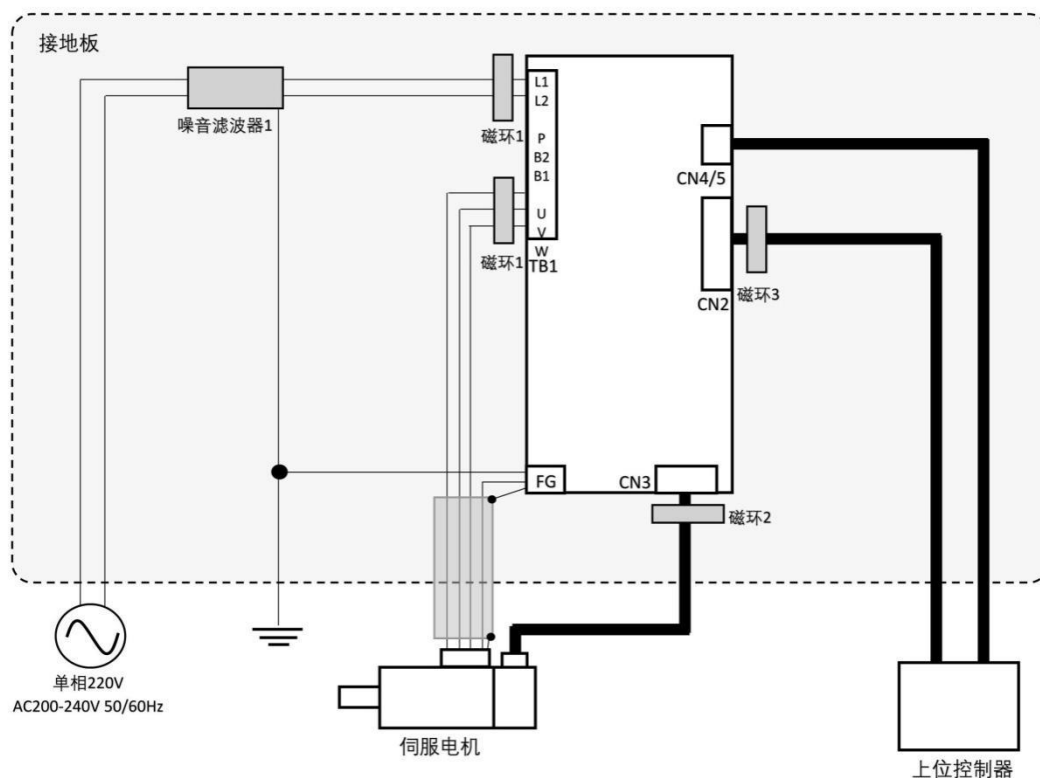 接地板
噪音滤波器1
磁环1
L1
L2
P
B2
B1
U
V
W
TB1
磁环1
CN4/5
CN2
磁环3
FG
CN3
磁环2
单相220V
AC200-240V 50/60Hz
伺服电机
上位控制器